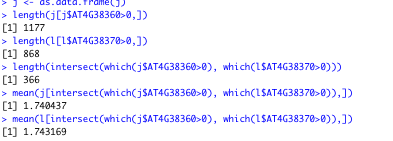 > j <- as.data.frame(j)
> length(j[j$AT4G38360>0,])
[1] 1177
> length(l[l$AT4G38370>0,])
[1] 868
> length(intersect(which(j$AT4G38360>0), which(l$AT4G38370>0)))
[1] 366
> mean(j[intersect(which(j$AT4G38360>0), which(l$AT4G38370>0)),])
[1] 1.740437
> mean(l[intersect(which(j$AT4G38360>0), which(l$AT4G38370>0)),])
[1] 1.743169